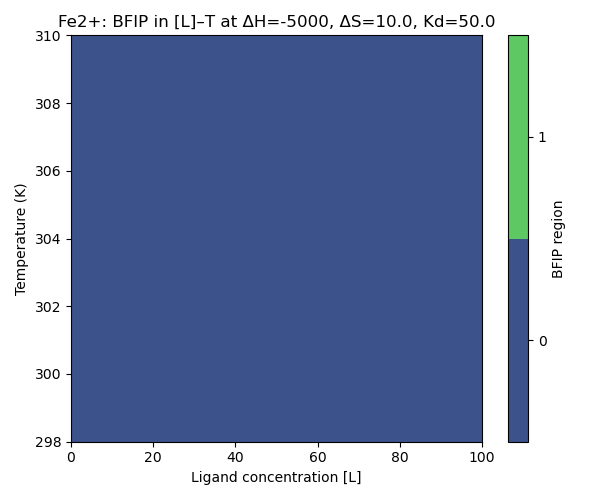 Fe2+: BFIP in [L]–T at ΔH=-5000, ΔS=10.0, Kd=50.0
310
308
306
304
302
300
298
Temperature (K)
0 20 40 60 80 100
Ligand concentration [L]
1
0
BFIP region